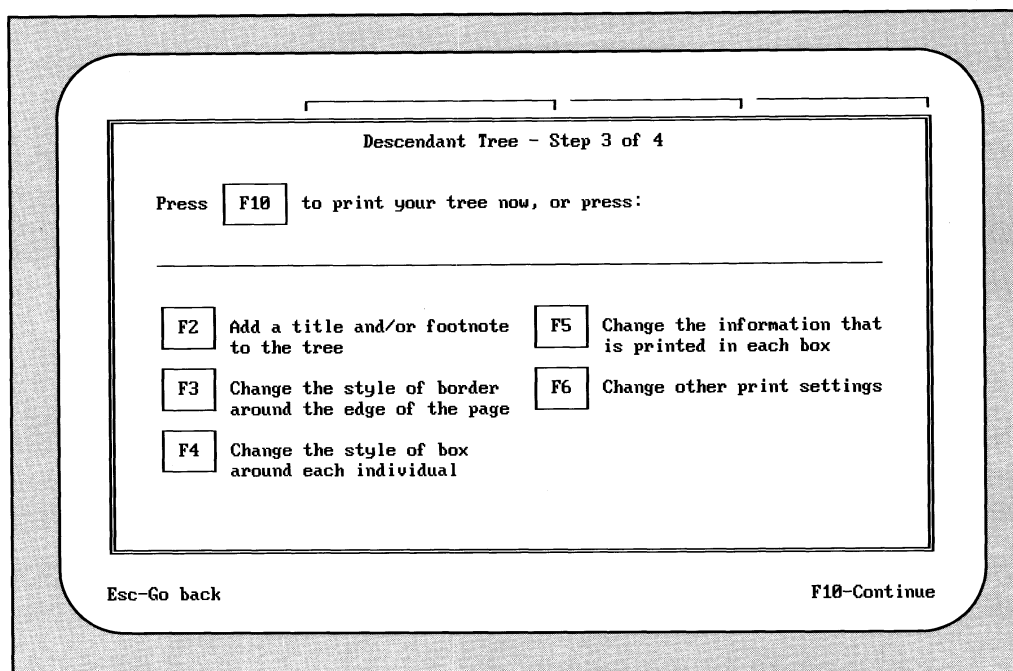 Descendant Tree - Step 3 of 4
Press F10 to print your tree now, or press:
F2 Add a title and/or footnote
to the tree
F3 Change the style of border
around the edge of the page
F4 Change the style of box
around each individual
F5 Change the information that
is printed in each box
F6 Change other print settings
Esc-Go back
F10-Continue